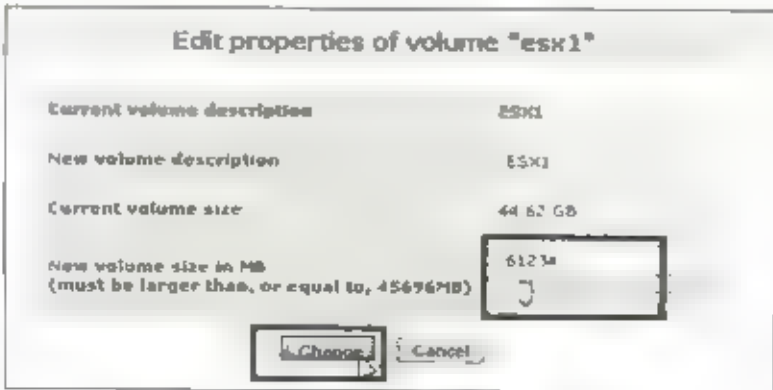 Edit properties of volume "esx1"
Current volume description ESX1
New volume description ESX1
Current volume size 44.62 GB
New volume size in MB
(must be larger than, or equal to, 45696MB)
Change Cancel